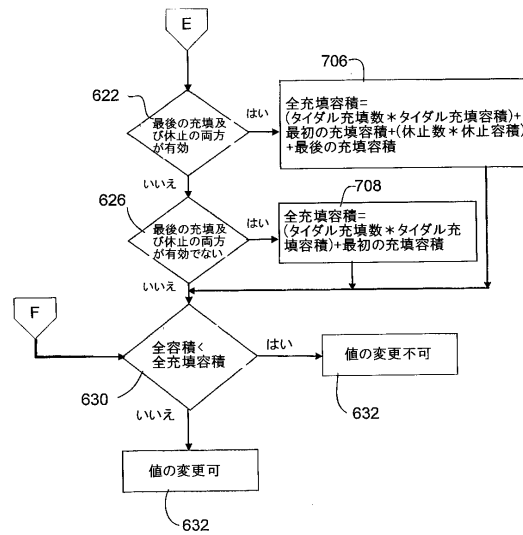 E
622
最後の充填及
び休止の両方
が有効
はい
706
全充填容積=
(タイダル充填数*タイダル充填容積)+
最初の充填容積+(休止数*休止容積)
+最後の充填容積
いいえ
626
最後の充填及
び休止の両方
が有効でない
はい
708
全充填容積=
(タイダル充填数*タイダル充
填容積)+最初の充填容積
いいえ
F
全容積<
全充填容積
630
はい
値の変更不可
632
いいえ
値の変更可
632